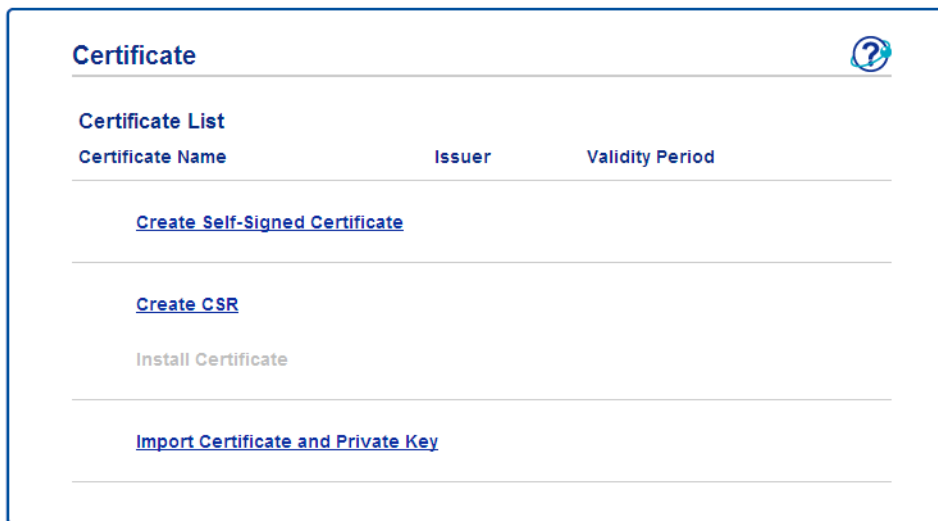 Certificate
?
Certificate List
Certificate Name Issuer Validity Period
Create Self-Signed Certificate
Create CSR
Install Certificate
Import Certificate and Private Key